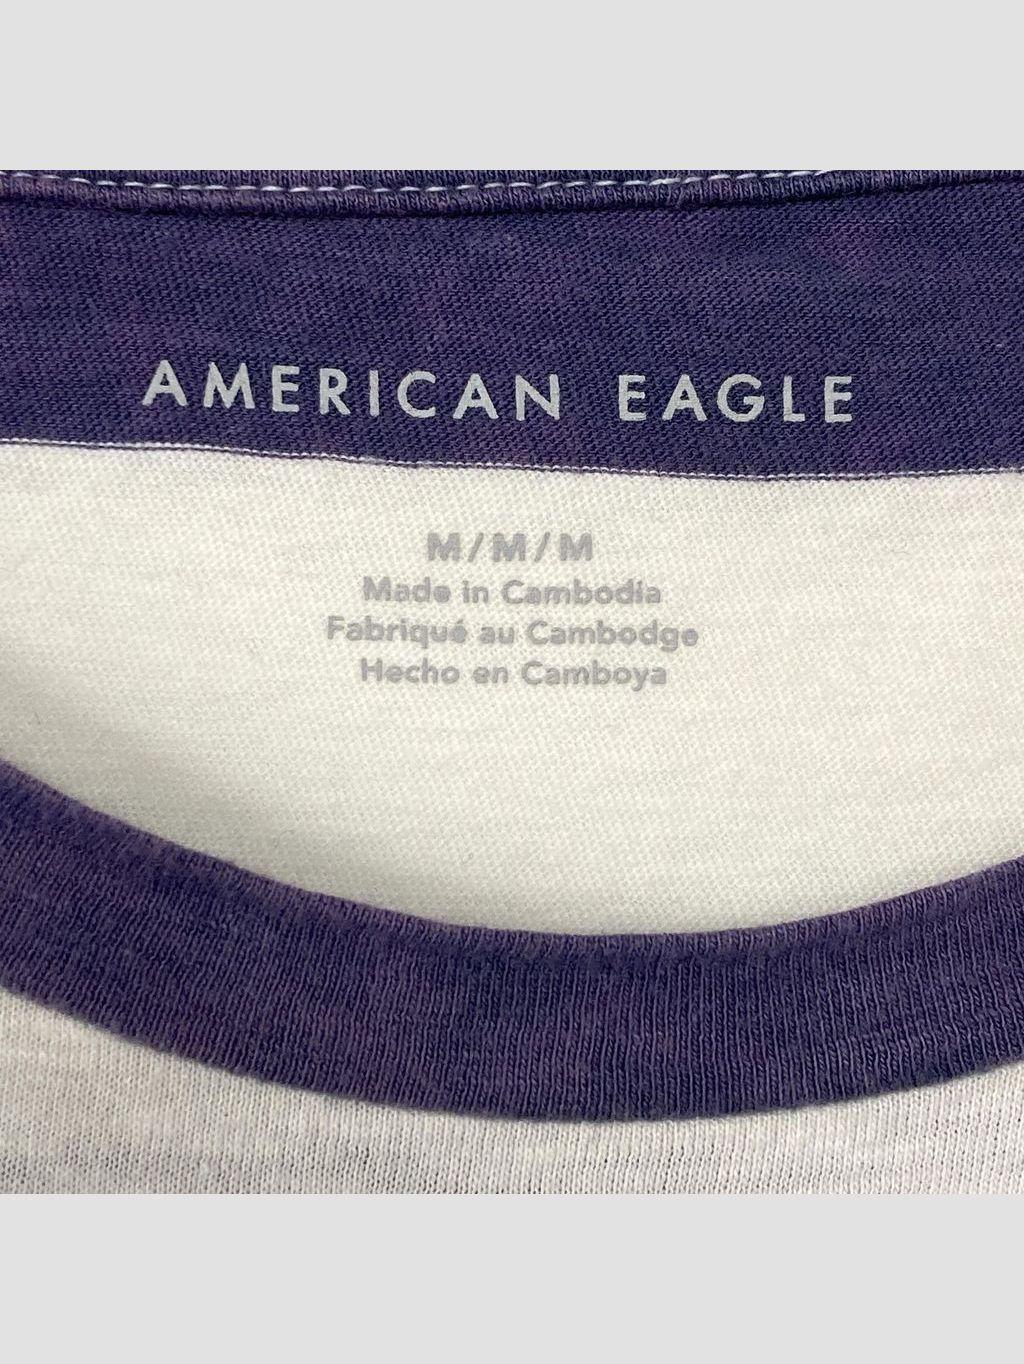 AMERICAN EAGLE
M/M/M
Made in Cambodia
Fabriqué au Cambodge
Hecho en Camboya